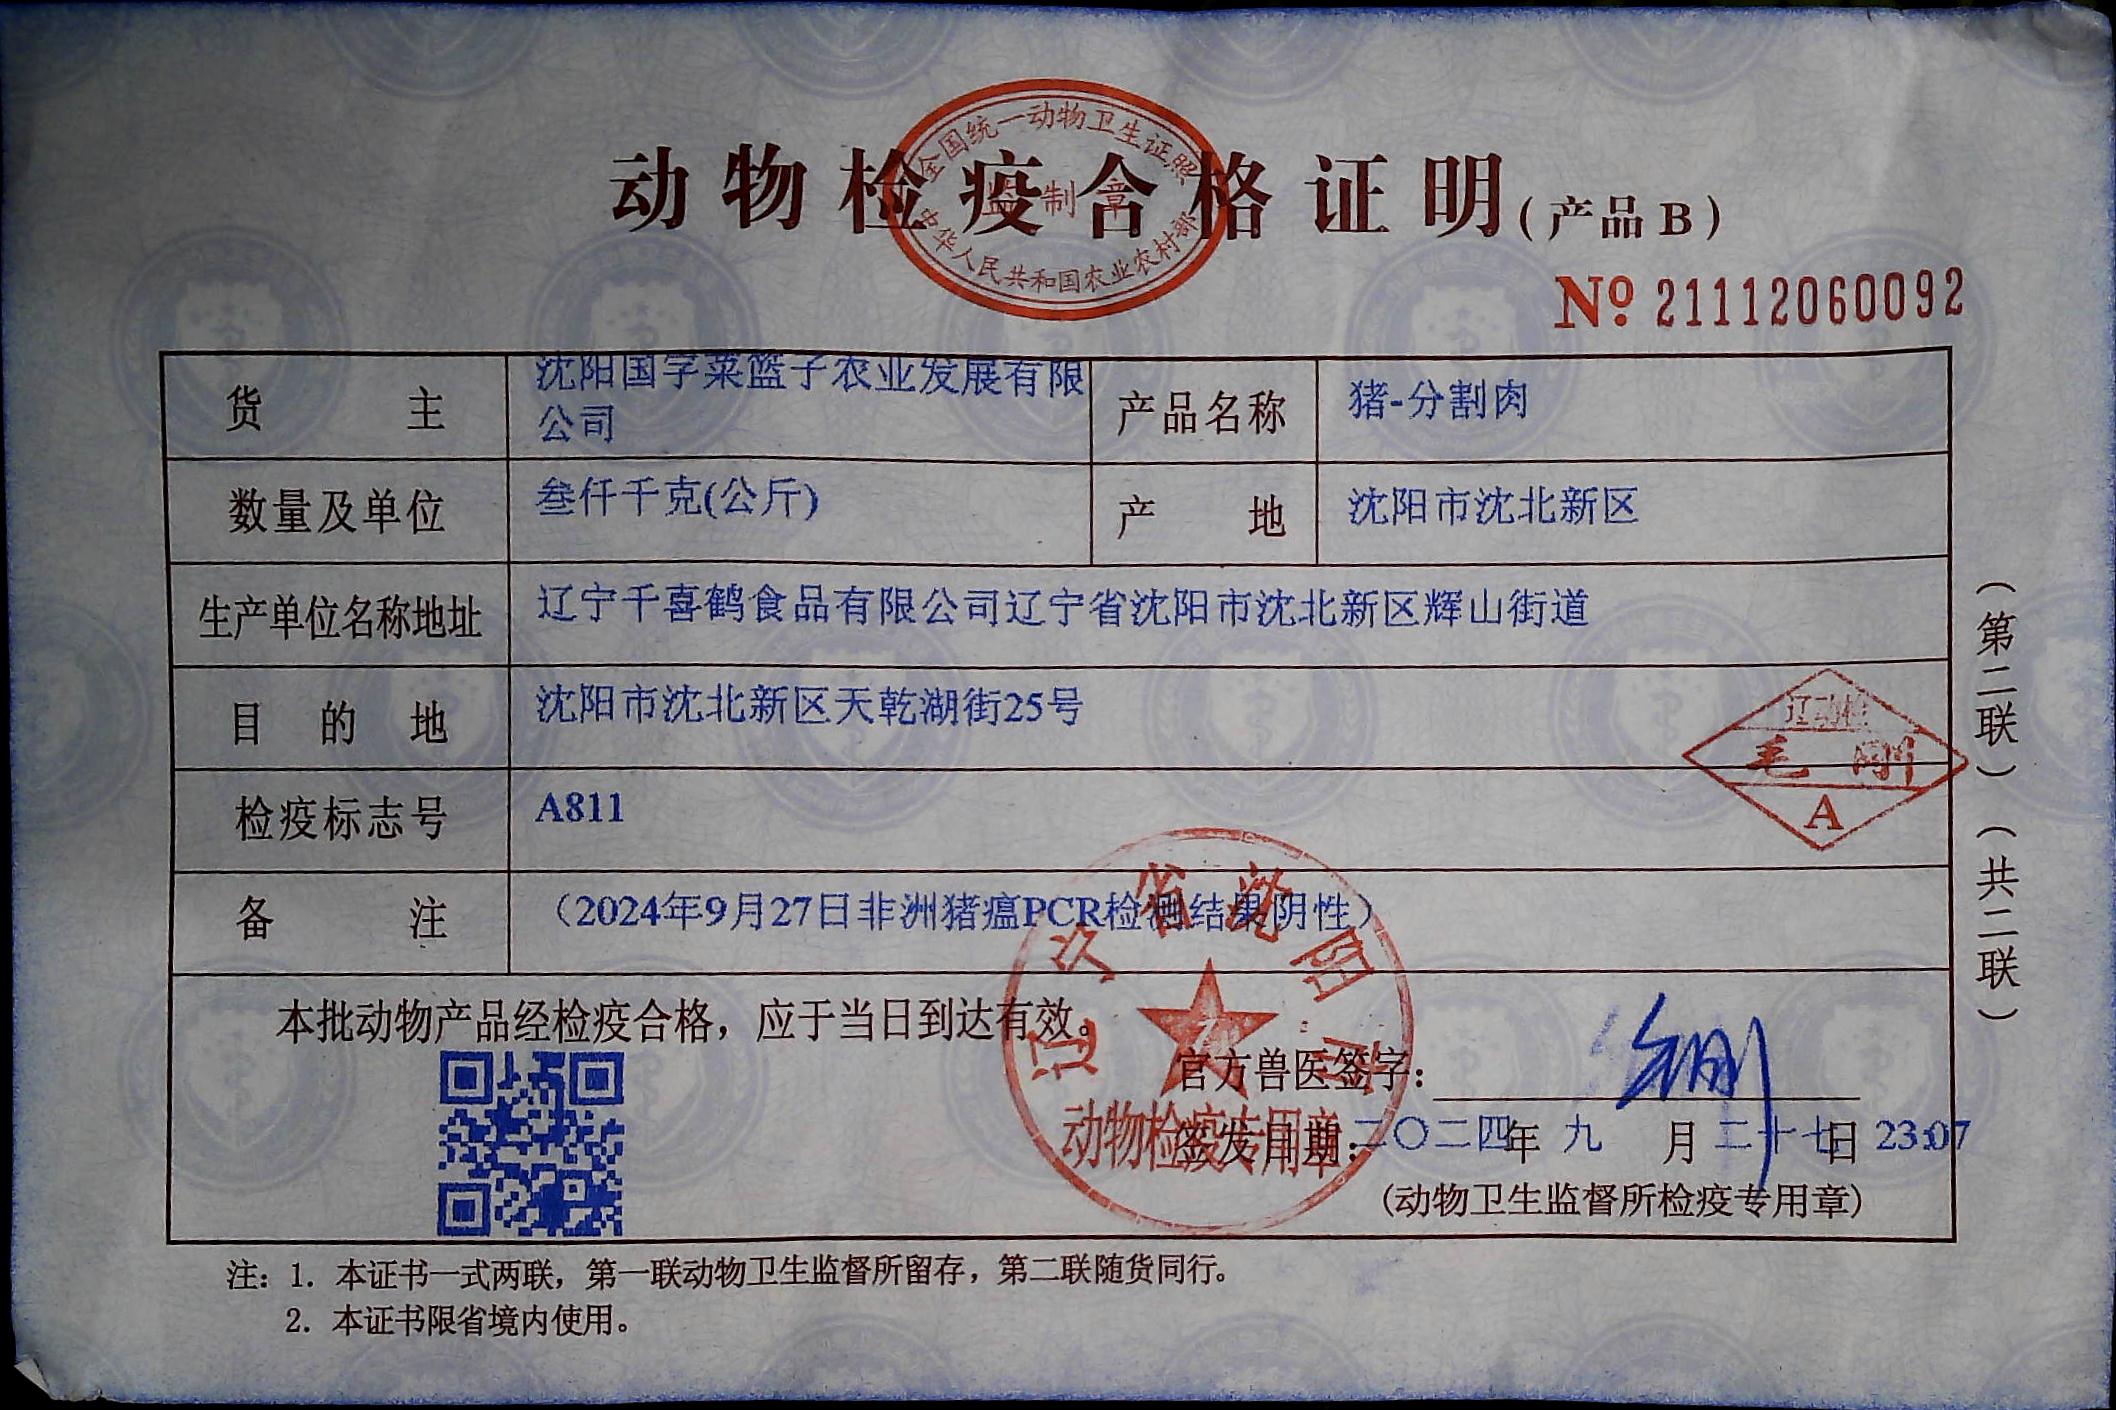 全国统一动物卫生证照
监制章
中华人民共和国农业农村部
动物检疫合格证明(产品B)
№ 21112060092
货主 沈阳国字菜篮子农业发展有限公司 产品名称 猪-分割肉
数量及单位 叁仟千克(公斤) 产地 沈阳市沈北新区
生产单位名称地址 辽宁千喜鹤食品有限公司辽宁省沈阳市沈北新区辉山街道
目的地 沈阳市沈北新区天乾湖街25号
辽动检
毛刚
A
检疫标志号 A811
备注 （2024年9月27日非洲猪瘟PCR检测结果阴性）
本批动物产品经检疫合格，应于当日到达有效。
辽宁省沈阳
动物检疫专用章
官方兽医签字：
签发日期：二〇二四年 九 月 二十七日 23:07
(动物卫生监督所检疫专用章)
（第二联）（共二联）
注：1. 本证书一式两联，第一联动物卫生监督所留存，第二联随货同行。
2. 本证书限省境内使用。